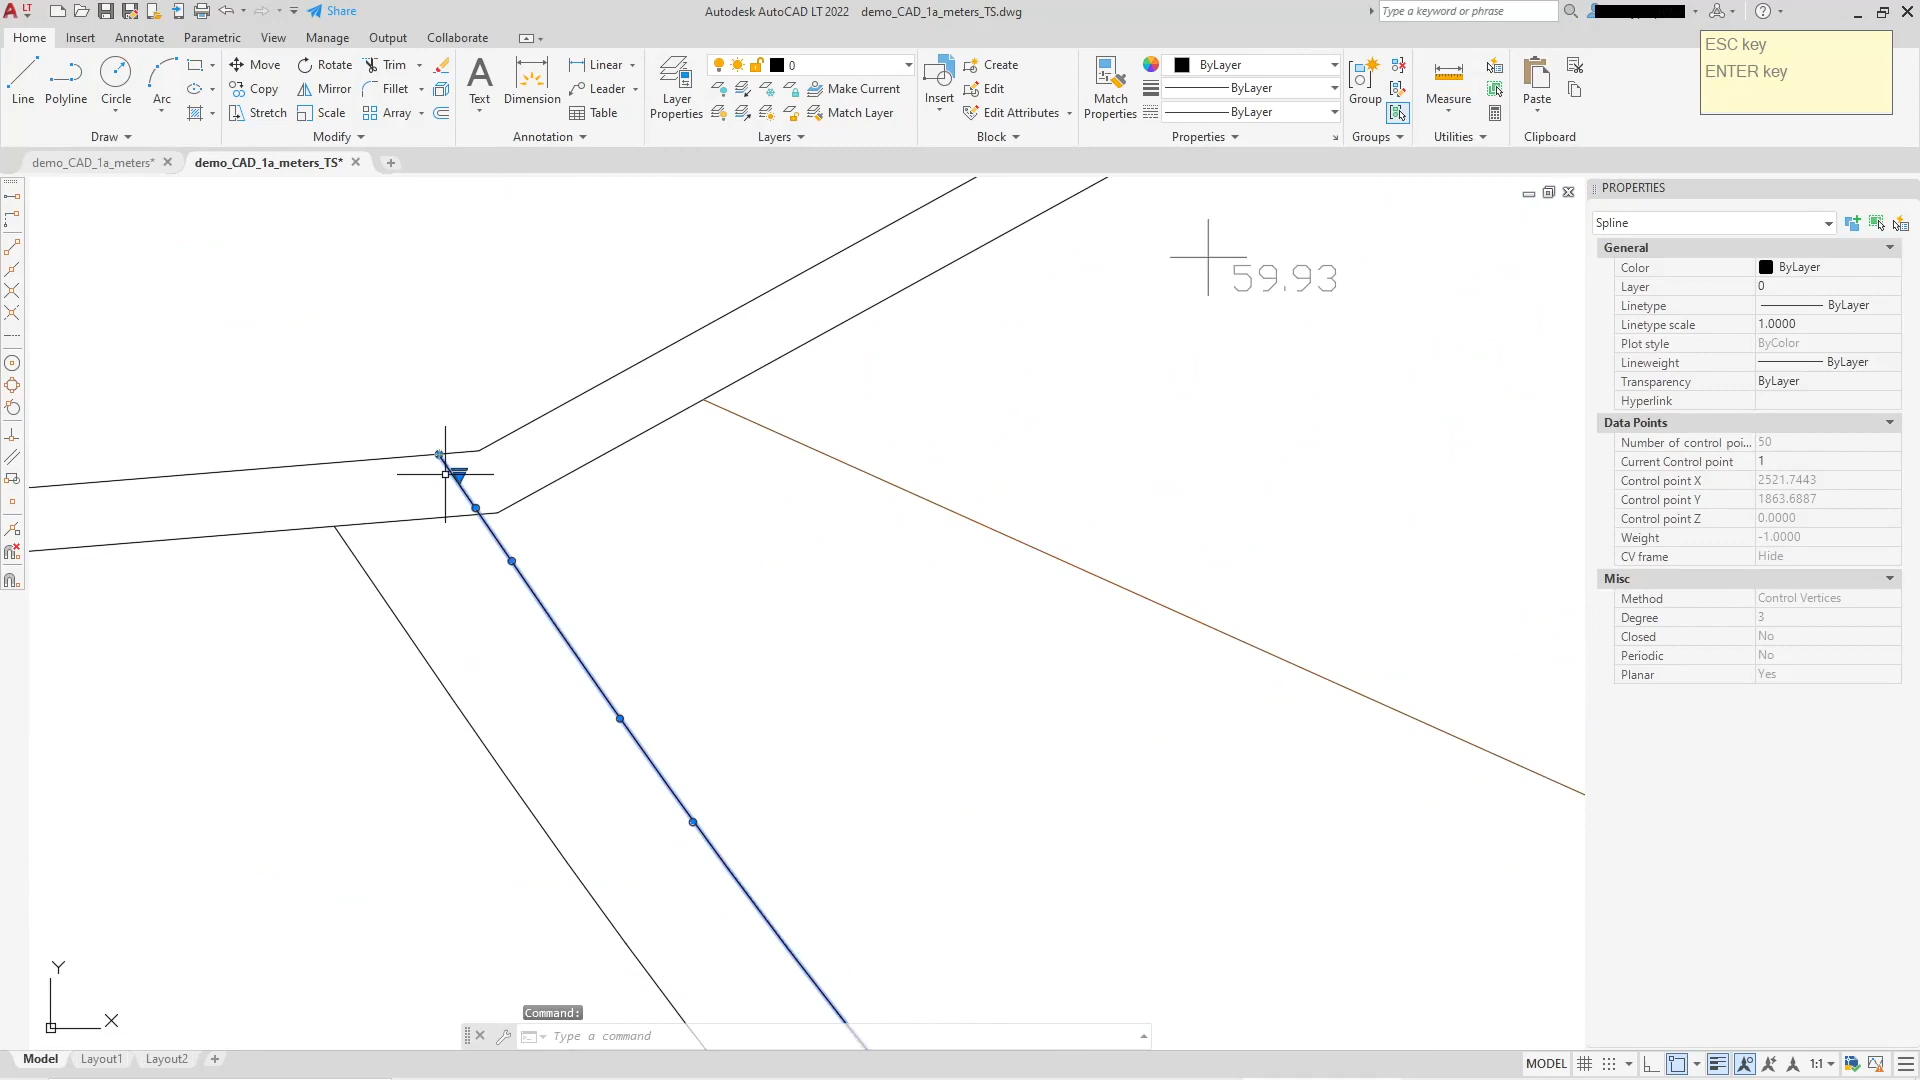 LT
Share
Autodesk AutoCAD LT 2022 demo_CAD_1a_meters_TS.dwg
Type a keyword or phrase
ESC key
ENTER key
Home Insert Annotate Parametric View Manage Output Collaborate
Line Polyline Circle Arc
Move Rotate Trim
Copy Mirror Fillet
Stretch Scale Array
Text Dimension
Linear
Leader
Table
Layer Properties
0
Make Current
Match Layer
Insert
Create
Edit
Edit Attributes
Match Properties
ByLayer
ByLayer
ByLayer
Group
Measure
Paste
Draw Modify Annotation Layers Block Properties Groups Utilities Clipboard
demo_CAD_1a_meters* demo_CAD_1a_meters_TS*
59.93
PROPERTIES
Spline
General
Color ByLayer
Layer 0
Linetype ByLayer
Linetype scale 1.0000
Plot style ByColor
Lineweight ByLayer
Transparency ByLayer
Hyperlink
Data Points
Number of control poi... 50
Current Control point 1
Control point X 2521.7443
Control point Y 1863.6887
Control point Z 0.0000
Weight -1.0000
CV frame Hide
Misc
Method Control Vertices
Degree 3
Closed No
Periodic No
Planar Yes
Y
X
Command:
Type a command
Model Layout1 Layout2
MODEL 1:1